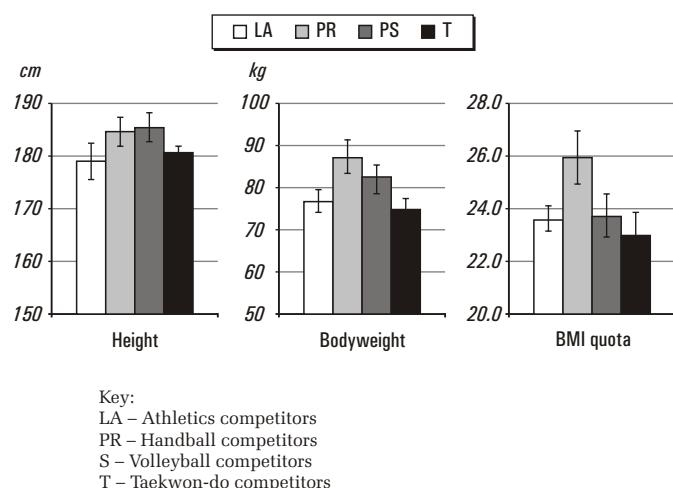 LA PR PS T
cm kg
190 100 28.0
180 90 26.0
170 80 24.0
160 70 22.0
150 60 20.0
50
Height Bodyweight BMI quota
Key:
LA – Athletics competitors
PR – Handball competitors
S – Volleyball competitors
T – Taekwon-do competitors